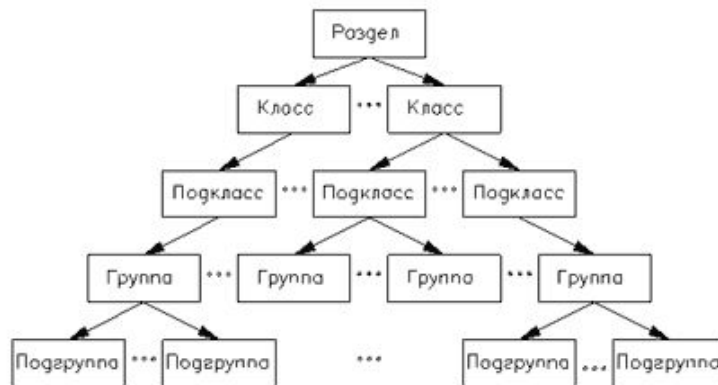 Раздел
Класс ... Класс
Подкласс ... Подкласс ... Подкласс
Группа ... Группа ... Группа ... Группа
Подгруппа ... Подгруппа ... Подгруппа ... Подгруппа